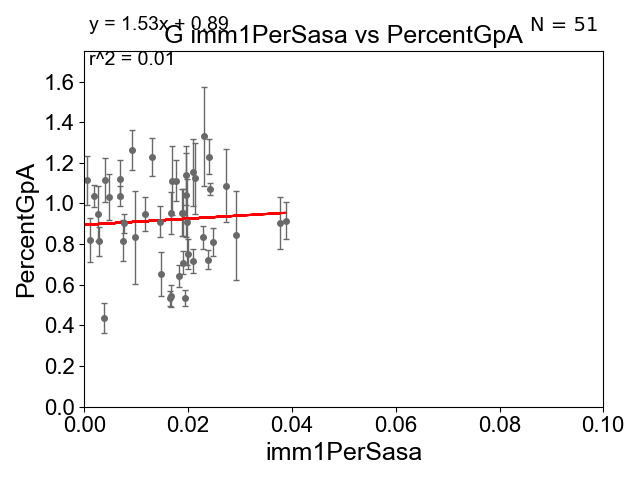 y = 1.53x + 0.89
N = 51
G imm1PerSasa vs PercentGpA
r^2 = 0.01
PercentGpA
1.6
1.4
1.2
1.0
0.8
0.6
0.4
0.2
0.0
0.00 0.02 0.04 0.06 0.08 0.10
imm1PerSasa